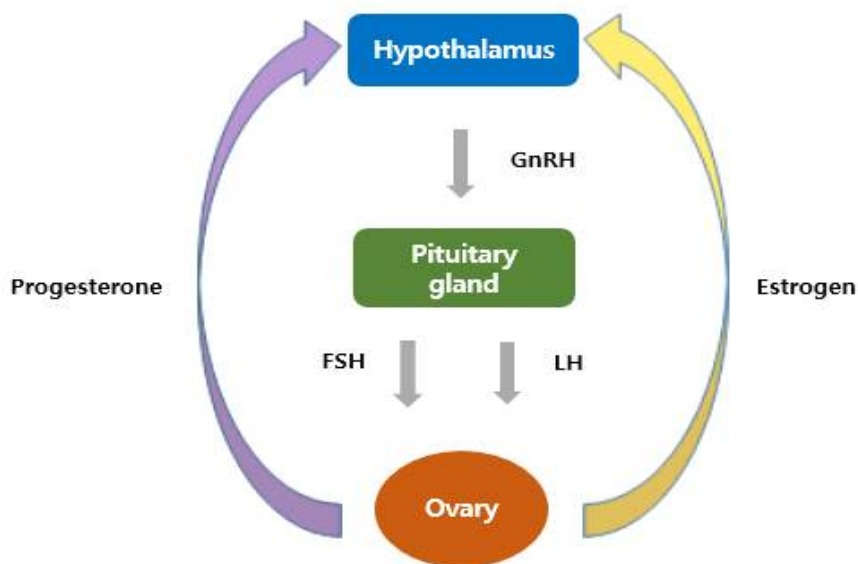 Hypothalamus
GnRH
Pituitary
gland
Progesterone
Estrogen
FSH
LH
Ovary